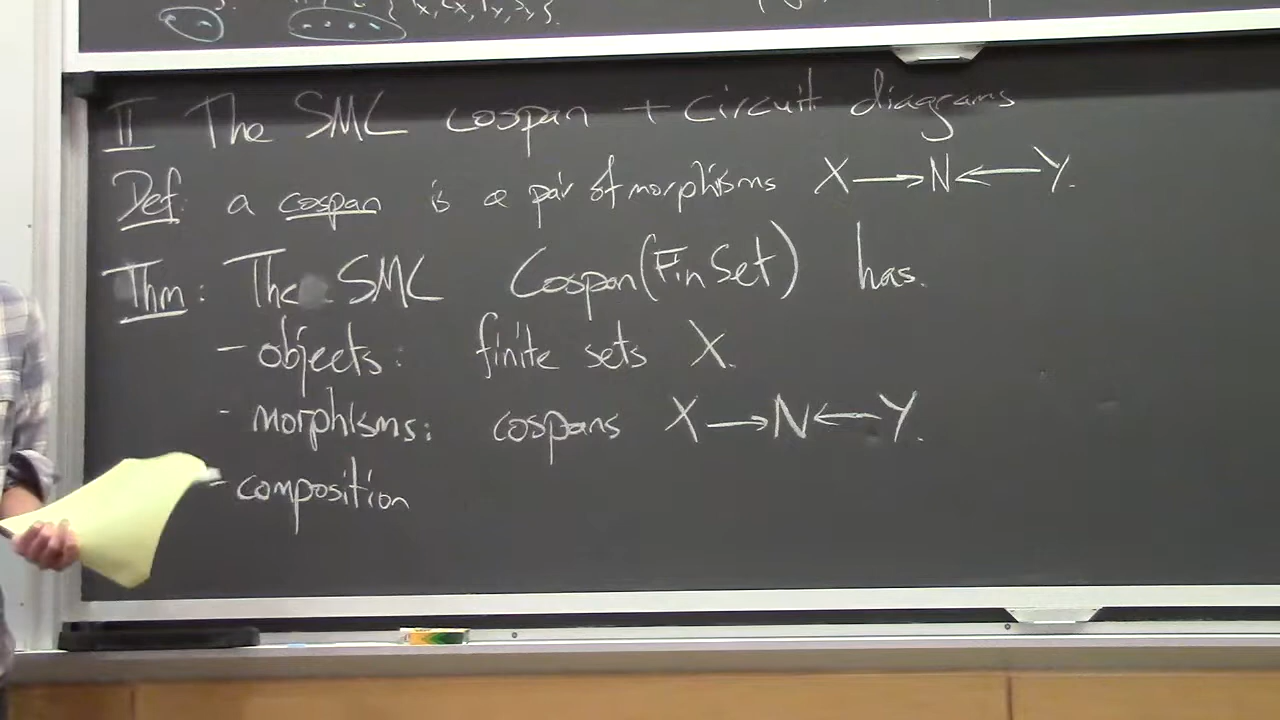 II The SMC cospan + circuit diagrams
Def: a cospan is a pair of morphisms X → N ← Y.
Thm: The SMC Cospan(FinSet) has.
- objects: finite sets X.
- morphisms: cospans X → N ← Y.
- composition